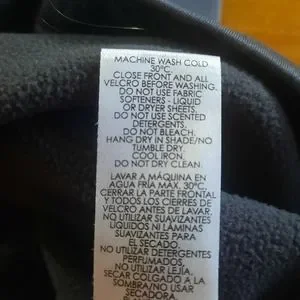 MACHINE WASH COLD
30°C.
CLOSE FRONT AND ALL
VELCRO BEFORE WASHING.
DO NOT USE FABRIC
SOFTENERS - LIQUID
OR DRYER SHEETS.
DO NOT USE SCENTED
DETERGENTS.
DO NOT BLEACH.
HANG DRY IN SHADE/NO
TUMBLE DRY.
COOL IRON.
DO NOT DRY CLEAN.
LAVAR A MÁQUINA EN
AGUA FRÍA MAX. 30°C.
CERRAR LA PARTE FRONTAL
Y TODOS LOS CIERRES DE
VELCRO ANTES DE LAVAR.
NO UTILIZAR SUAVIZANTES
LIQUIDOS NI LÁMINAS
SUAVIZANTES PARA
EL SECADO.
NO UTILIZAR DETERGENTES
PERFUMADOS.
NO UTILIZAR LEJÍA.
SECAR COLGADO A LA
SOMBRA/NO USAR
SECADORA